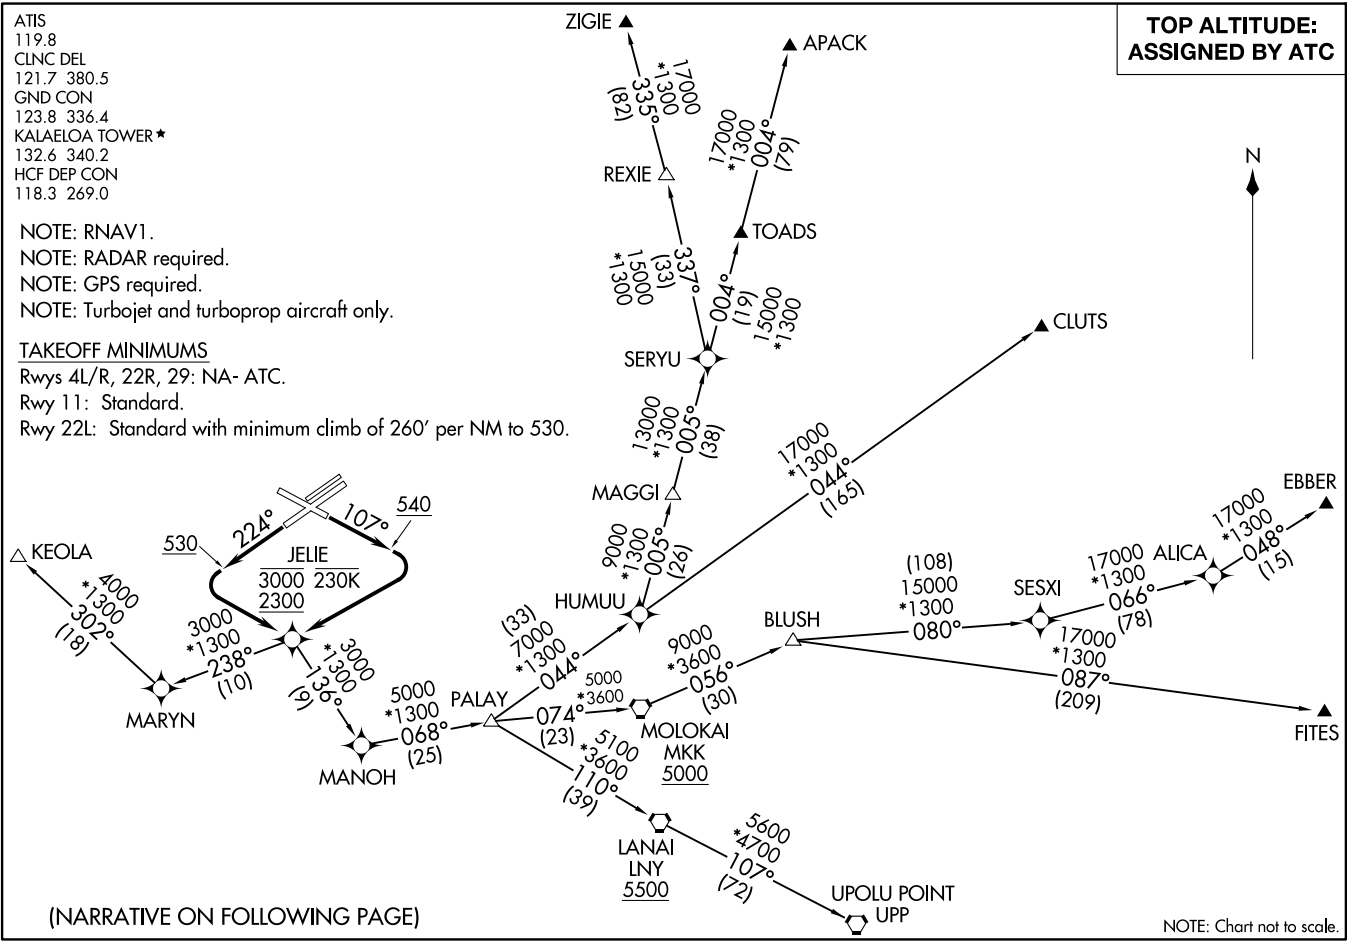 ATIS
119.8
CLNC DEL
121.7 380.5
GND CON
123.8 336.4
KALAELOA TOWER★
132.6 340.2
HCF DEP CON
118.3 269.0
TOP ALTITUDE:
ASSIGNED BY ATC
NOTE: RNAV1.
NOTE: RADAR required.
NOTE: GPS required.
NOTE: Turbojet and turboprop aircraft only.
TAKEOFF MINIMUMS
Rwys 4L/R, 22R, 29: NA- ATC.
Rwy 11: Standard.
Rwy 22L: Standard with minimum climb of 260' per NM to 530.
ZIGIE
17000
*1300
335°
(82)
REXIE
15000
*1300
337°
(33)
APACK
17000
*1300
004°
(79)
TOADS
004°
(19)
15000
*1300
SERYU
13000
*1300
005°
(38)
MAGGI
9000
*1300
005°
(26)
HUMUU
N
CLUTS
17000
*1300
044°
(165)
224°
107°
530
540
JELIE
3000 230K
2300
KEOLA
4000
*1300
302°
(18)
MARYN
3000
*1300
238°
(10)
3000
*1300
136°
(9)
MANOH
5000
*1300
068°
(25)
PALAY
(33)
7000
*1300
044°
5000
*3600
074°
(23)
MOLOKAI
MKK
5000
9000
*3600
056°
(30)
BLUSH
(108)
15000
*1300
080°
SESXI
17000
*1300
066°
(78)
ALICA
17000
*1300
048°
(15)
EBBER
17000
*1300
087°
(209)
FITES
5100
*3600
110°
(39)
LANAI
LNY
5500
5600
*4700
107°
(72)
UPOLU POINT
UPP
(NARRATIVE ON FOLLOWING PAGE)
NOTE: Chart not to scale.